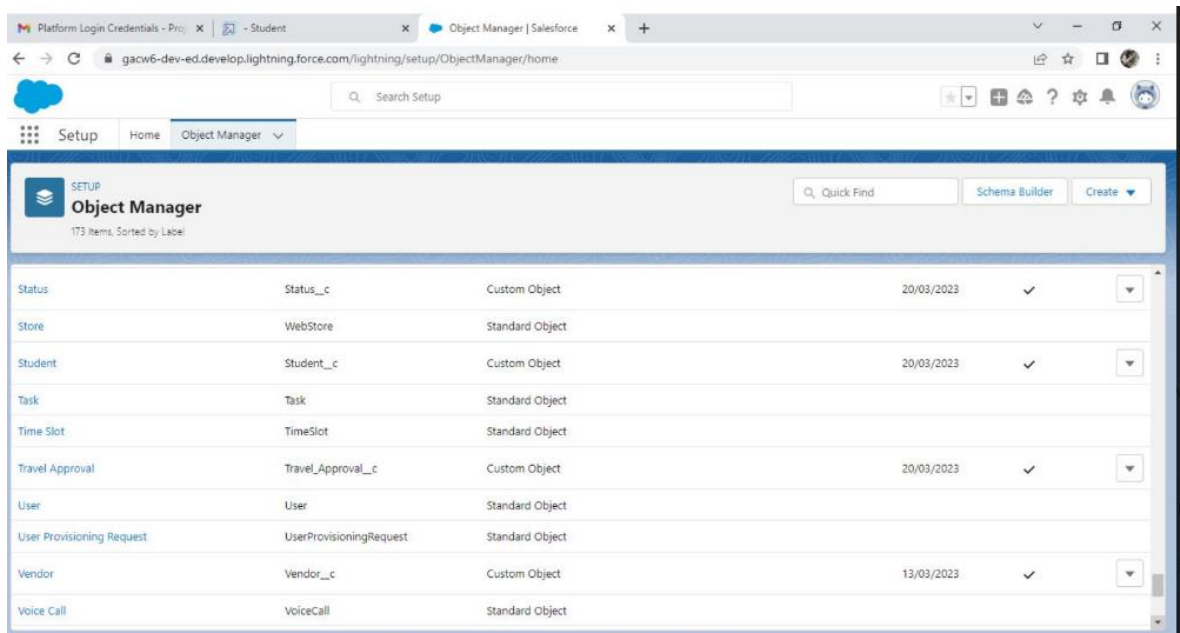 Platform Login Credentials - Proj
- Student
Object Manager | Salesforce
gacw6-dev-ed.develop.lightning.force.com/lightning/setup/ObjectManager/home
Search Setup
Setup Home Object Manager
SETUP
Object Manager
173 Items, Sorted by Label
Quick Find Schema Builder Create
Status Status__c Custom Object 20/03/2023
Store WebStore Standard Object
Student Student__c Custom Object 20/03/2023
Task Task Standard Object
Time Slot TimeSlot Standard Object
Travel Approval Travel_Approval__c Custom Object 20/03/2023
User User Standard Object
User Provisioning Request UserProvisioningRequest Standard Object
Vendor Vendor__c Custom Object 13/03/2023
Voice Call VoiceCall Standard Object